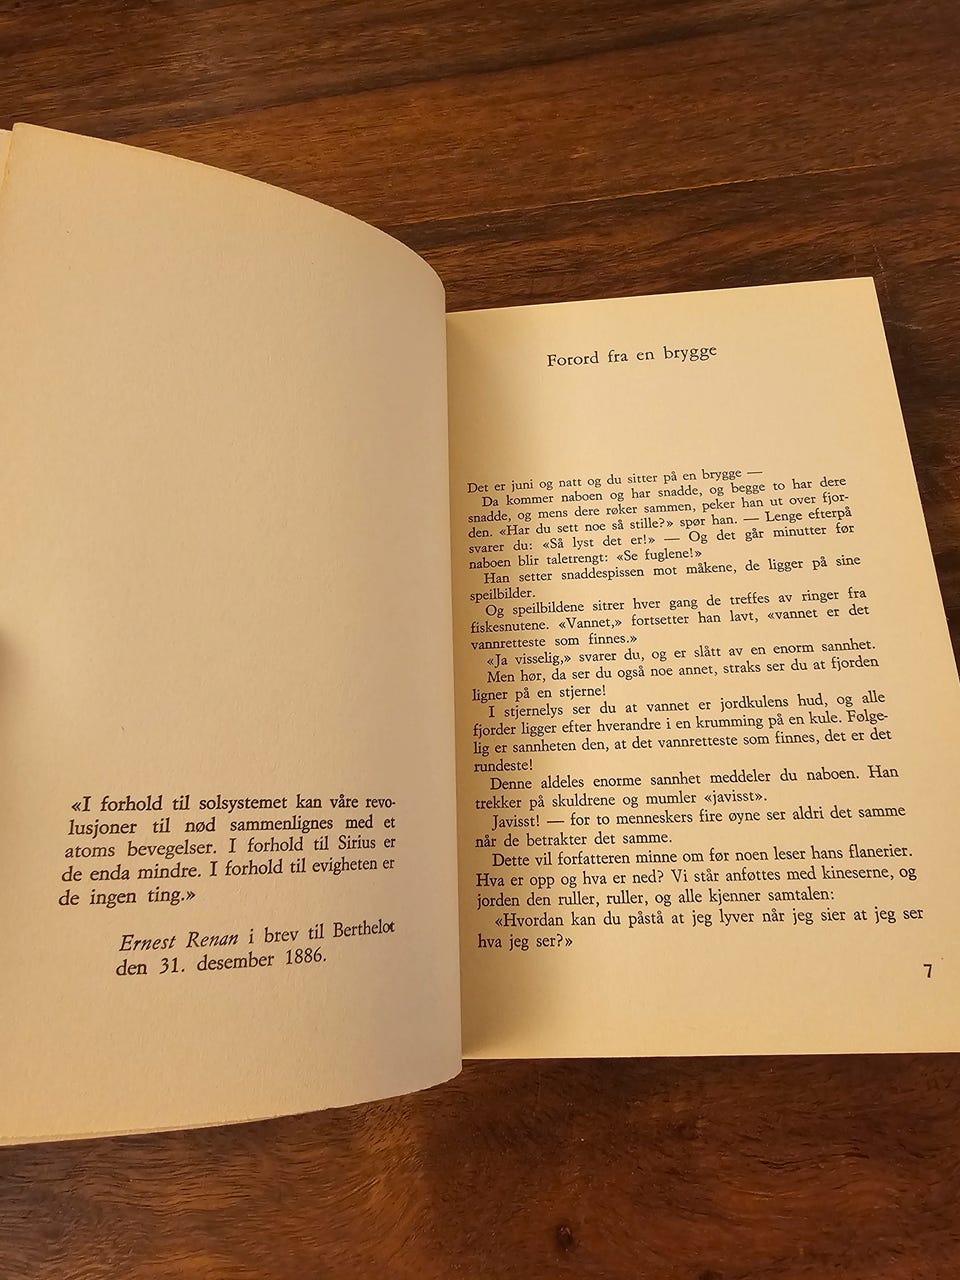 «I forhold til solsystemet kan våre revo-
lusjoner til nød sammenlignes med et
atoms bevegelser. I forhold til Sirius er
de enda mindre. I forhold til evigheten er
de ingen ting.»
Ernest Renan i brev til Berthelot
den 31. desember 1886.
Forord fra en brygge
Det er juni og natt og du sitter på en brygge —
Da kommer naboen og har snadde, og begge to har dere
snadde, og mens dere røker sammen, peker han ut over fjor-
den. «Har du sett noe så stille?» spør han. — Lenge efterpå
svarer du: «Så lyst det er!» — Og det går minutter før
naboen blir taletrengt: «Se fuglene!»
Han setter snaddespissen mot måkene, de ligger på sine
speilbilder.
Og speilbildene sitrer hver gang de treffes av ringer fra
fiskesnutene. «Vannet,» fortsetter han lavt, «vannet er det
vannretteste som finnes.»
«Ja visselig,» svarer du, og er slått av en enorm sannhet.
Men hør, da ser du også noe annet, straks ser du at fjorden
ligner på en stjerne!
I stjernelys ser du at vannet er jordkulens hud, og alle
fjorder ligger efter hverandre i en krumming på en kule. Følge-
lig er sannheten den, at det vannretteste som finnes, det er det
rundeste!
Denne aldeles enorme sannhet meddeler du naboen. Han
trekker på skuldrene og mumler «javisst».
Javisst! — for to menneskers fire øyne ser aldri det samme
når de betrakter det samme.
Dette vil forfatteren minne om før noen leser hans flanerier.
Hva er opp og hva er ned? Vi står anføttes med kineserne, og
jorden den ruller, ruller, og alle kjenner samtalen:
«Hvordan kan du påstå at jeg lyver når jeg sier at jeg ser
hva jeg ser?»
7